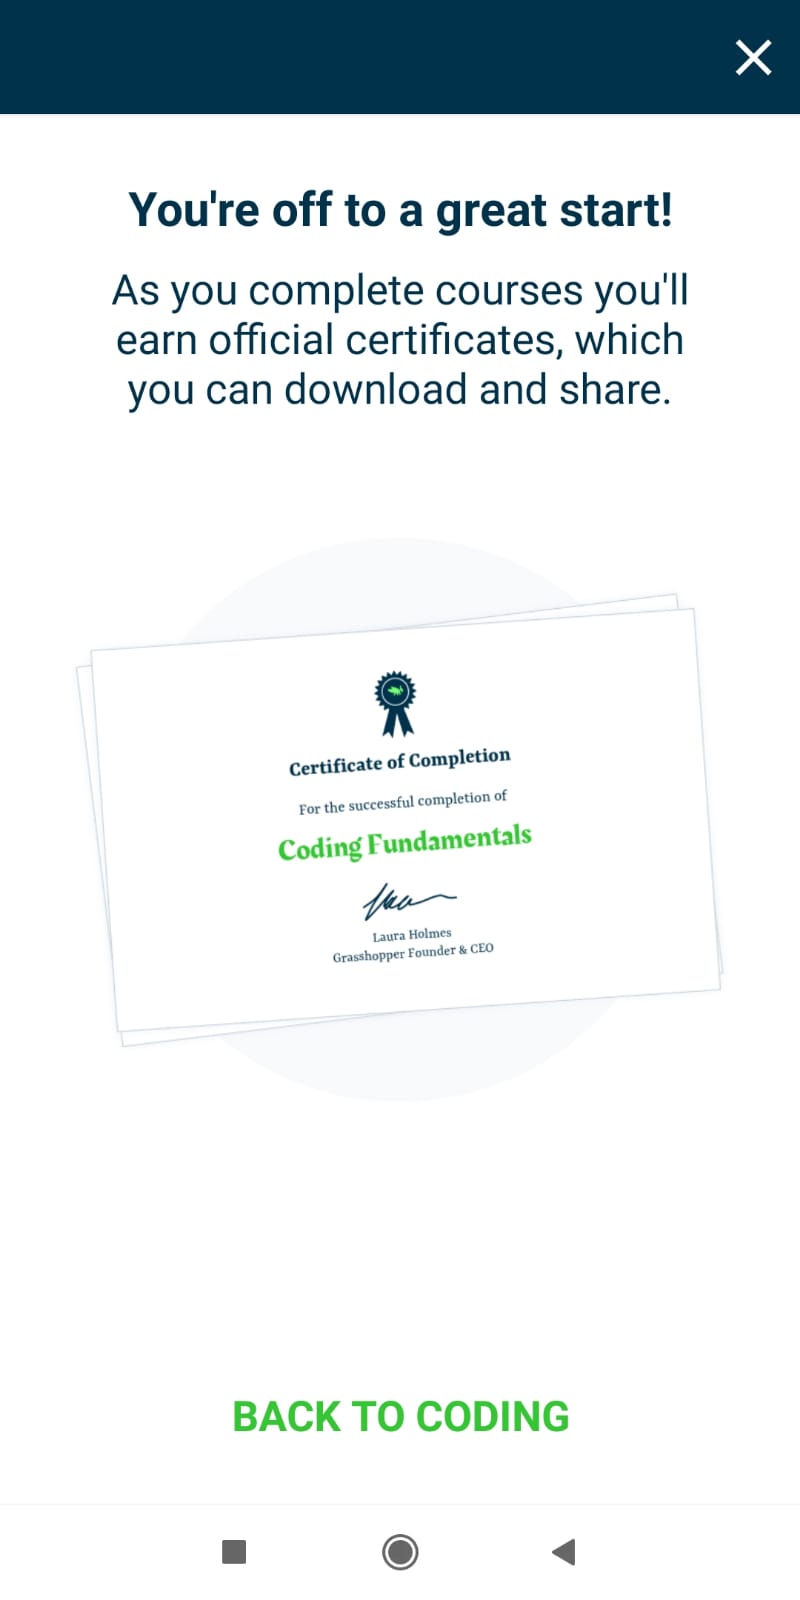 You're off to a great start!
As you complete courses you'll
earn official certificates, which
you can download and share.
Certificate of Completion
For the successful completion of
Coding Fundamentals
Laura Holmes
Grasshopper Founder & CEO
BACK TO CODING